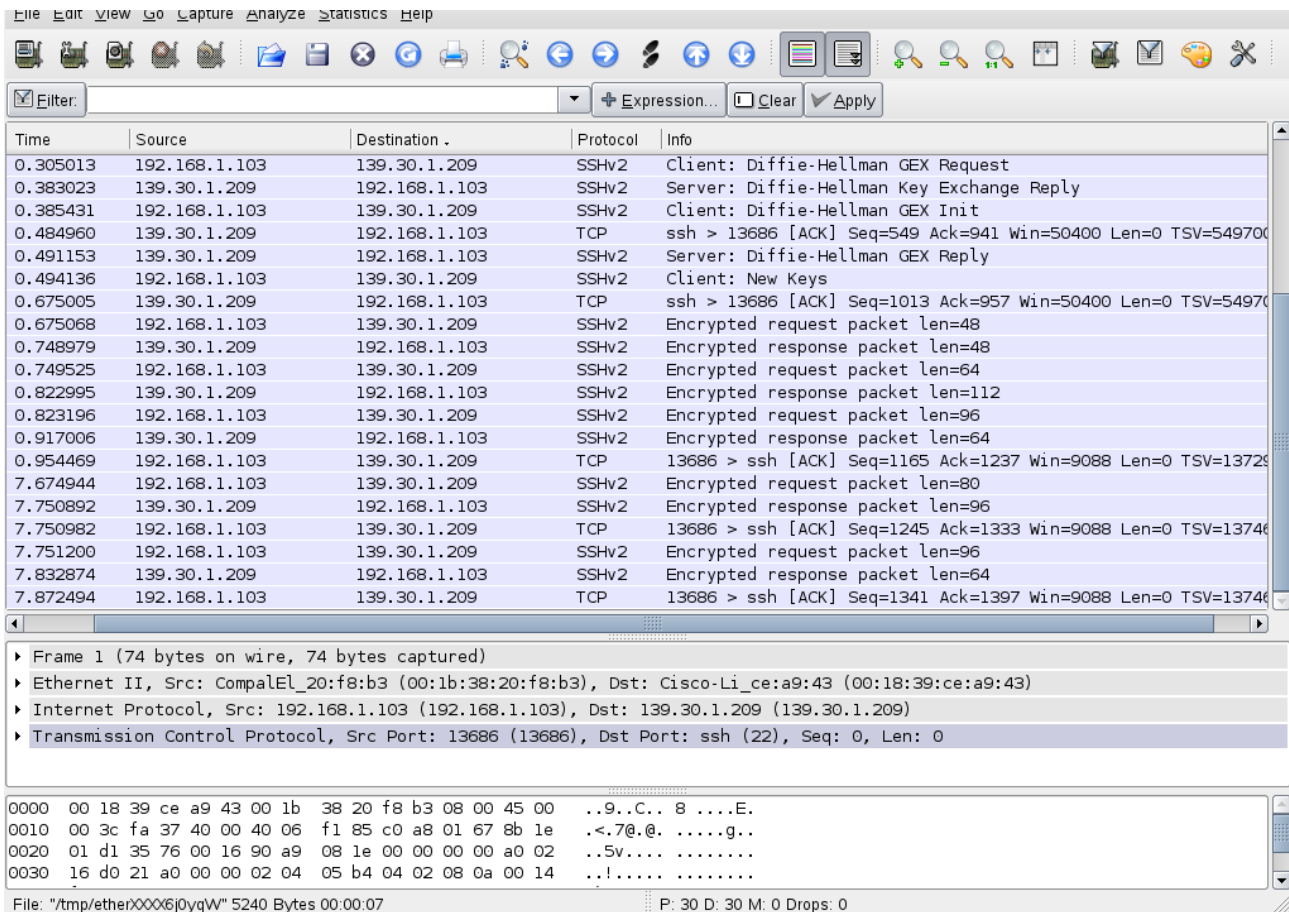 File Edit View Go Capture Analyze Statistics Help
Filter: Expression... Clear Apply
Time Source Destination Protocol Info
0.305013 192.168.1.103 139.30.1.209 SSHv2 Client: Diffie-Hellman GEX Request
0.383023 139.30.1.209 192.168.1.103 SSHv2 Server: Diffie-Hellman Key Exchange Reply
0.385431 192.168.1.103 139.30.1.209 SSHv2 Client: Diffie-Hellman GEX Init
0.484960 139.30.1.209 192.168.1.103 TCP ssh > 13686 [ACK] Seq=549 Ack=941 Win=50400 Len=0 TSV=549700
0.491153 139.30.1.209 192.168.1.103 SSHv2 Server: Diffie-Hellman GEX Reply
0.494136 192.168.1.103 139.30.1.209 SSHv2 Client: New Keys
0.675005 139.30.1.209 192.168.1.103 TCP ssh > 13686 [ACK] Seq=1013 Ack=957 Win=50400 Len=0 TSV=54970
0.675068 192.168.1.103 139.30.1.209 SSHv2 Encrypted request packet len=48
0.748979 139.30.1.209 192.168.1.103 SSHv2 Encrypted response packet len=48
0.749525 192.168.1.103 139.30.1.209 SSHv2 Encrypted request packet len=64
0.822995 139.30.1.209 192.168.1.103 SSHv2 Encrypted response packet len=112
0.823196 192.168.1.103 139.30.1.209 SSHv2 Encrypted request packet len=96
0.917006 139.30.1.209 192.168.1.103 SSHv2 Encrypted response packet len=64
0.954469 192.168.1.103 139.30.1.209 TCP 13686 > ssh [ACK] Seq=1165 Ack=1237 Win=9088 Len=0 TSV=13729
7.674944 192.168.1.103 139.30.1.209 SSHv2 Encrypted request packet len=80
7.750892 139.30.1.209 192.168.1.103 SSHv2 Encrypted response packet len=96
7.750982 192.168.1.103 139.30.1.209 TCP 13686 > ssh [ACK] Seq=1245 Ack=1333 Win=9088 Len=0 TSV=13746
7.751200 192.168.1.103 139.30.1.209 SSHv2 Encrypted request packet len=96
7.832874 139.30.1.209 192.168.1.103 SSHv2 Encrypted response packet len=64
7.872494 192.168.1.103 139.30.1.209 TCP 13686 > ssh [ACK] Seq=1341 Ack=1397 Win=9088 Len=0 TSV=13746
Frame 1 (74 bytes on wire, 74 bytes captured)
Ethernet II, Src: CompalEl_20:f8:b3 (00:1b:38:20:f8:b3), Dst: Cisco-Li_ce:a9:43 (00:18:39:ce:a9:43)
Internet Protocol, Src: 192.168.1.103 (192.168.1.103), Dst: 139.30.1.209 (139.30.1.209)
Transmission Control Protocol, Src Port: 13686 (13686), Dst Port: ssh (22), Seq: 0, Len: 0
0000 00 18 39 ce a9 43 00 1b 38 20 f8 b3 08 00 45 00 ..9..C.. 8 ....E.
0010 00 3c fa 37 40 00 40 06 f1 85 c0 a8 01 67 8b 1e .<.7@.@. .....g..
0020 01 d1 35 76 00 16 90 a9 08 1e 00 00 00 00 a0 02 ..5v.... ........
0030 16 d0 21 a0 00 00 02 04 05 b4 04 02 08 0a 00 14 ..!..... ........
File: "/tmp/etherXXXX6j0yqW" 5240 Bytes 00:00:07 P: 30 D: 30 M: 0 Drops: 0